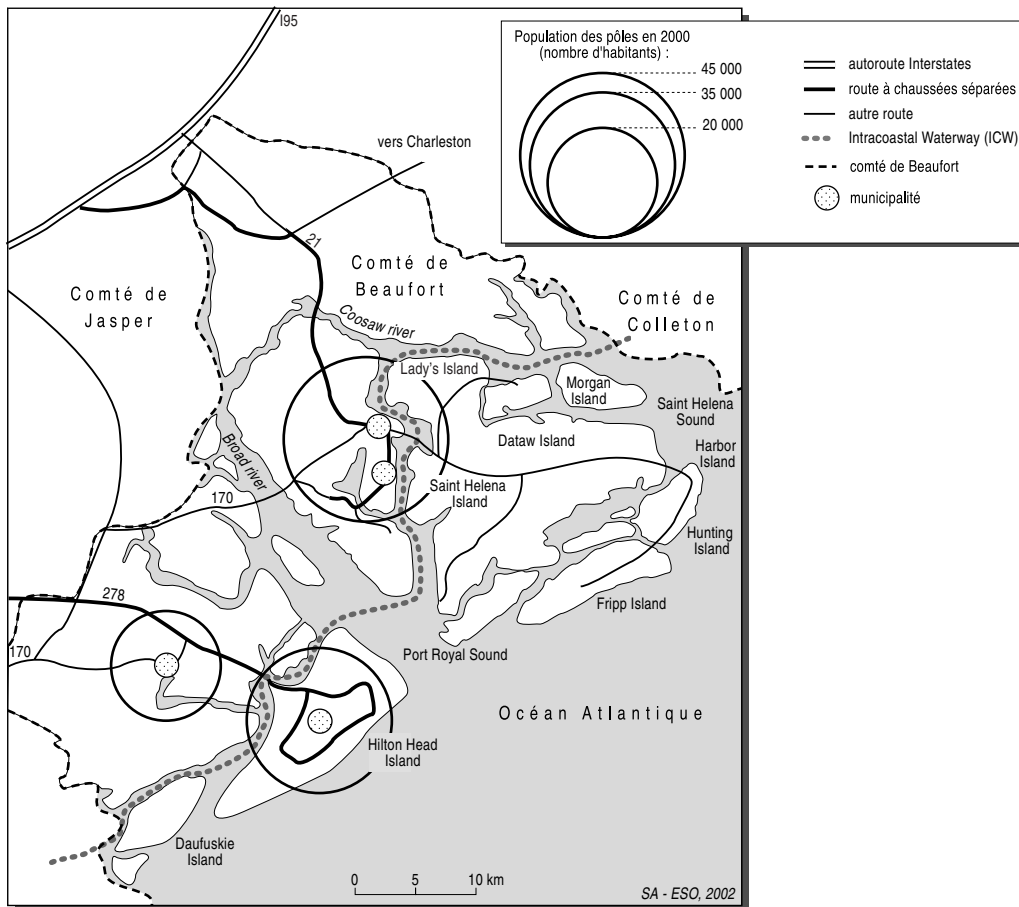 I95
Population des pôles en 2000
(nombre d'habitants) :
45 000
35 000
20 000
autoroute Interstates
route à chaussées séparées
autre route
Intracoastal Waterway (ICW)
comté de Beaufort
municipalité
vers Charleston
21
Comté de
Jasper
Comté de
Beaufort
Comté de
Colleton
Coosaw river
Lady's Island
Morgan
Island
Saint Helena
Sound
Harbor
Island
Dataw Island
Broad river
Saint Helena
Island
170
Hunting
Island
Fripp Island
278
170
Port Royal Sound
Océan Atlantique
Hilton Head
Island
Daufuskie
Island
0 5 10 km
SA - ESO, 2002